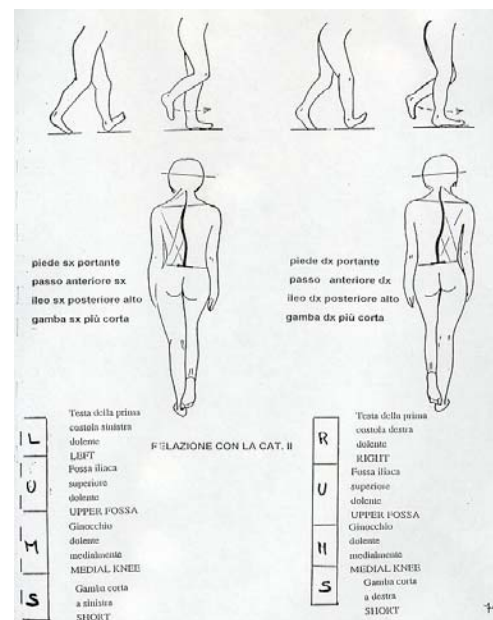 piede sx portante
passo anteriore sx
ileo sx posteriore alto
gamba sx più corta
piede dx portante
passo anteriore dx
ileo dx posteriore alto
gamba dx più corta
RELAZIONE CON LA CAT. II
L
U
M
S
Testa della prima
costola sinistra
dolente
LEFT
Fossa iliaca
superiore
dolente
UPPER FOSSA
Ginocchio
dolente
medialmente
MEDIAL KNEE
Gamba corta
a sinistra
SHORT
R
U
M
S
Testa della prima
costola destra
dolente
RIGHT
Fossa iliaca
superiore
dolente
UPPER FOSSA
Ginocchio
dolente
medialmente
MEDIAL KNEE
Gamba corta
a destra
SHORT